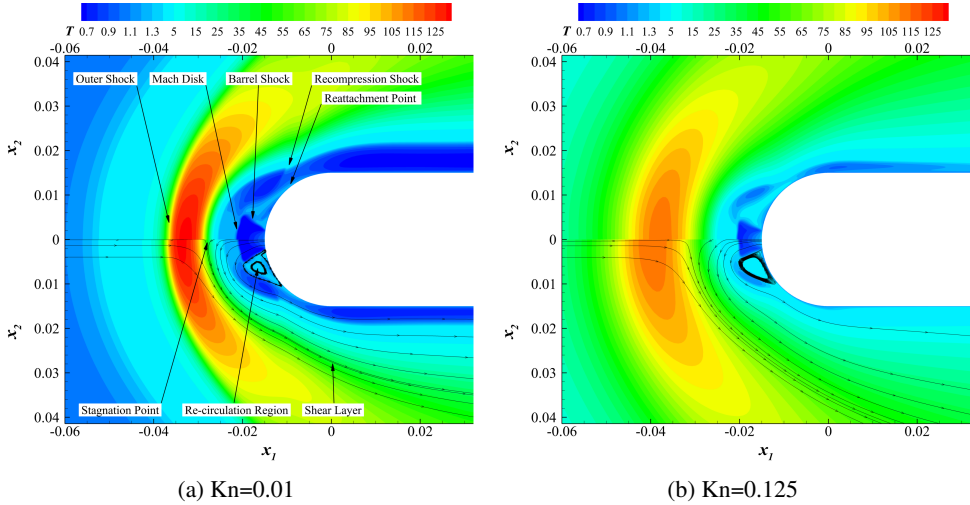 T 0.7 0.9 1.1 1.3 5 15 25 35 45 55 65 75 85 95 105 115 125
-0.06 -0.04 -0.02 0 0.02
Outer Shock Mach Disk Barrel Shock Recompression Shock
Reattachment Point
0.04
0.03
0.02
0.01
0
0.01
0.02
0.03
0.04
x2
x2
Stagnation Point Re-circulation Region Shear Layer
-0.06 -0.04 -0.02 0 0.02
x1
(a) Kn=0.01
T 0.7 0.9 1.1 1.3 5 15 25 35 45 55 65 75 85 95 105 115 125
-0.06 -0.04 -0.02 0 0.02
0.04
0.03
0.02
0.01
0
0.01
0.02
0.03
0.04
x2
x2
-0.06 -0.04 -0.02 0 0.02
x1
(b) Kn=0.125